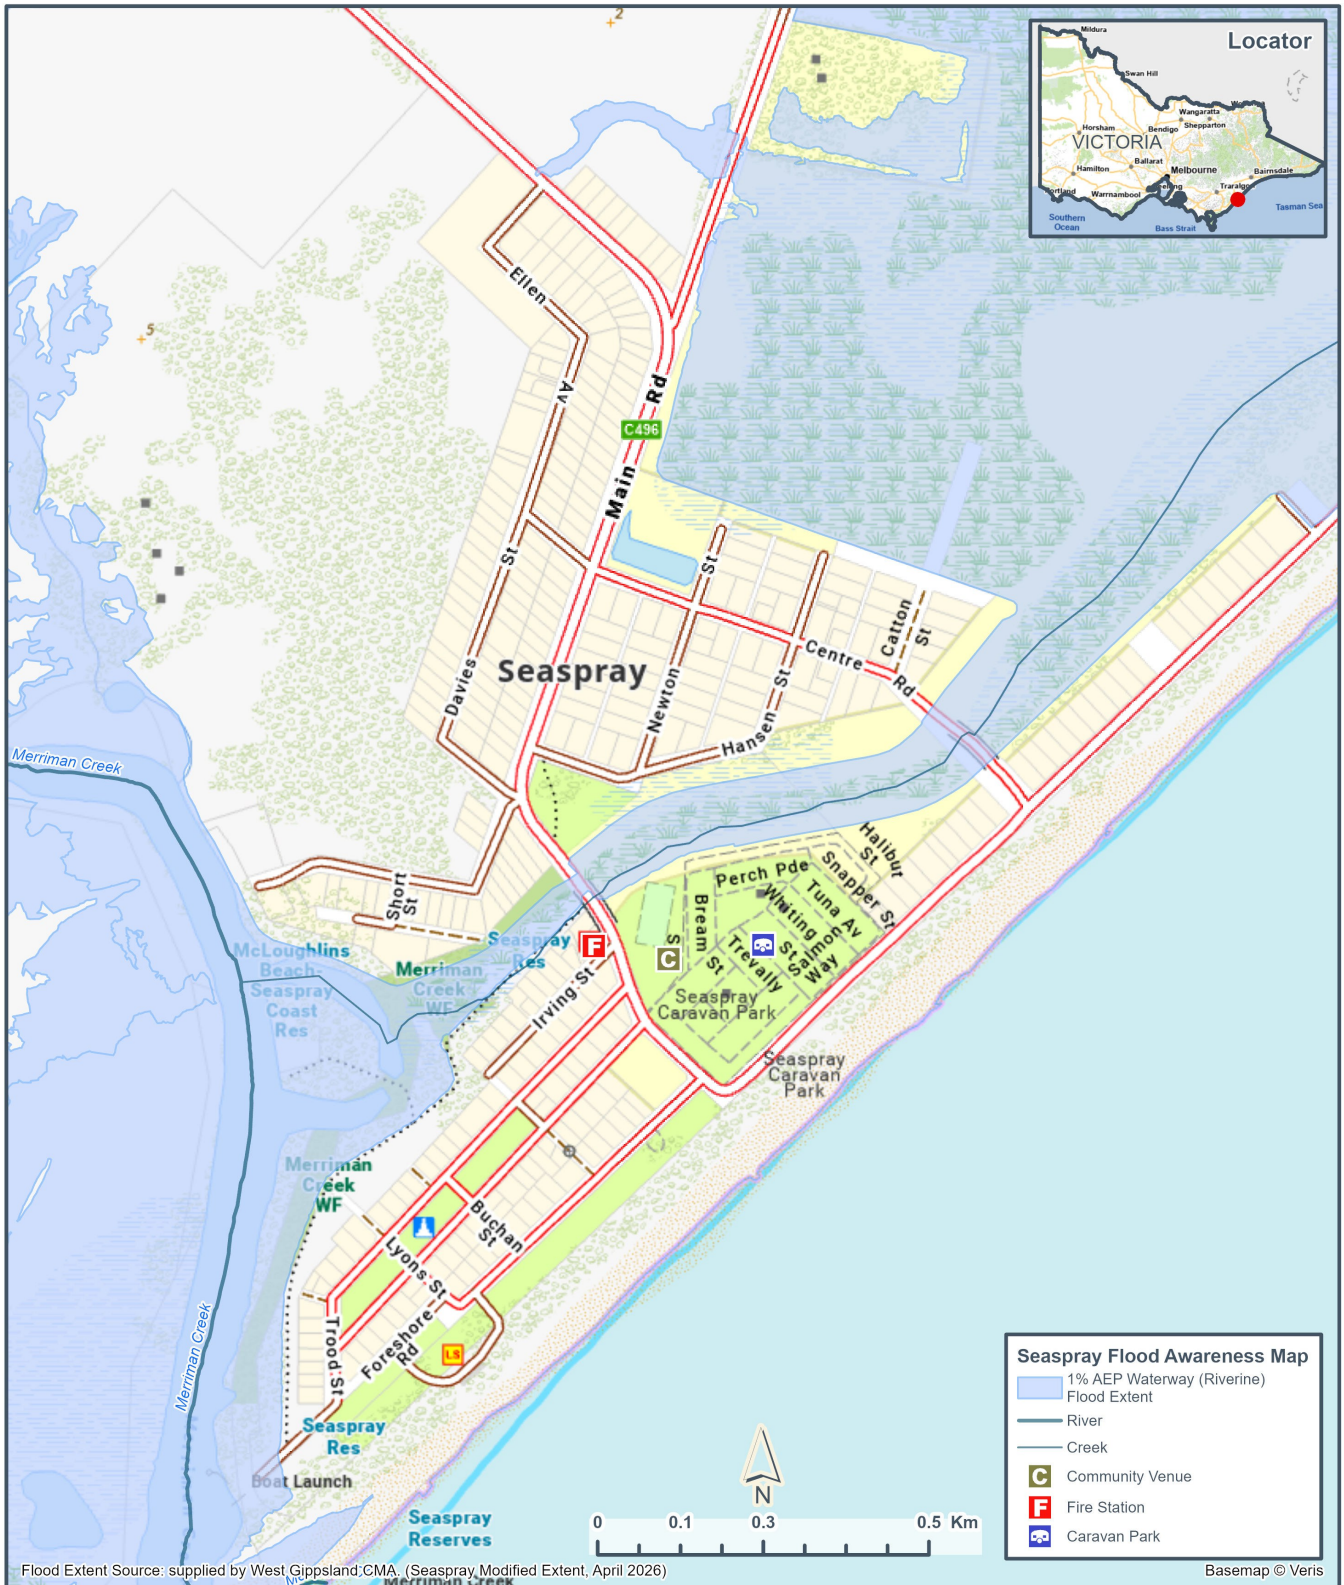 2
Locator
Mildura
Swan Hill
Wangaratta
Horsham
Bendigo
Shepparton
VICTORIA
Ballarat
Hamilton
Melbourne
Bairnsdale
Traralgon
Warrnambool
Tasman Sea
Southern
Ocean
Bass Strait
Ellen
Av
5
Main Rd
C496
St
St
Catton
St
Centre
Rd
Seaspray
Davies
Newton
Hansen St
Merriman Creek
Halibut
St
Perch Pde
Snapper St
Tuna Av
Whiting
St
Salmon
Way
Bream
St
Trevally
Short
St
McLoughlins
Beach
Seaspray
Coast
Res
Seaspray
Res
F
C
Merriman
Creek
WF
Irving St
Seaspray
Caravan Park
Seaspray
Caravan
Park
Merriman
Creek
WF
Buchan
St
Lyons St
Trood St
Foreshore
Rd
LS
Merriman Creek
Seaspray
Res
Boat Launch
Seaspray
Reserves
Merriman Creek
N
0 0.1 0.3 0.5 Km
Seaspray Flood Awareness Map
1% AEP Waterway (Riverine)
Flood Extent
River
Creek
C Community Venue
F Fire Station
Caravan Park
Flood Extent Source: supplied by West Gippsland CMA. (Seaspray Modified Extent, April 2026)
Basemap © Veris